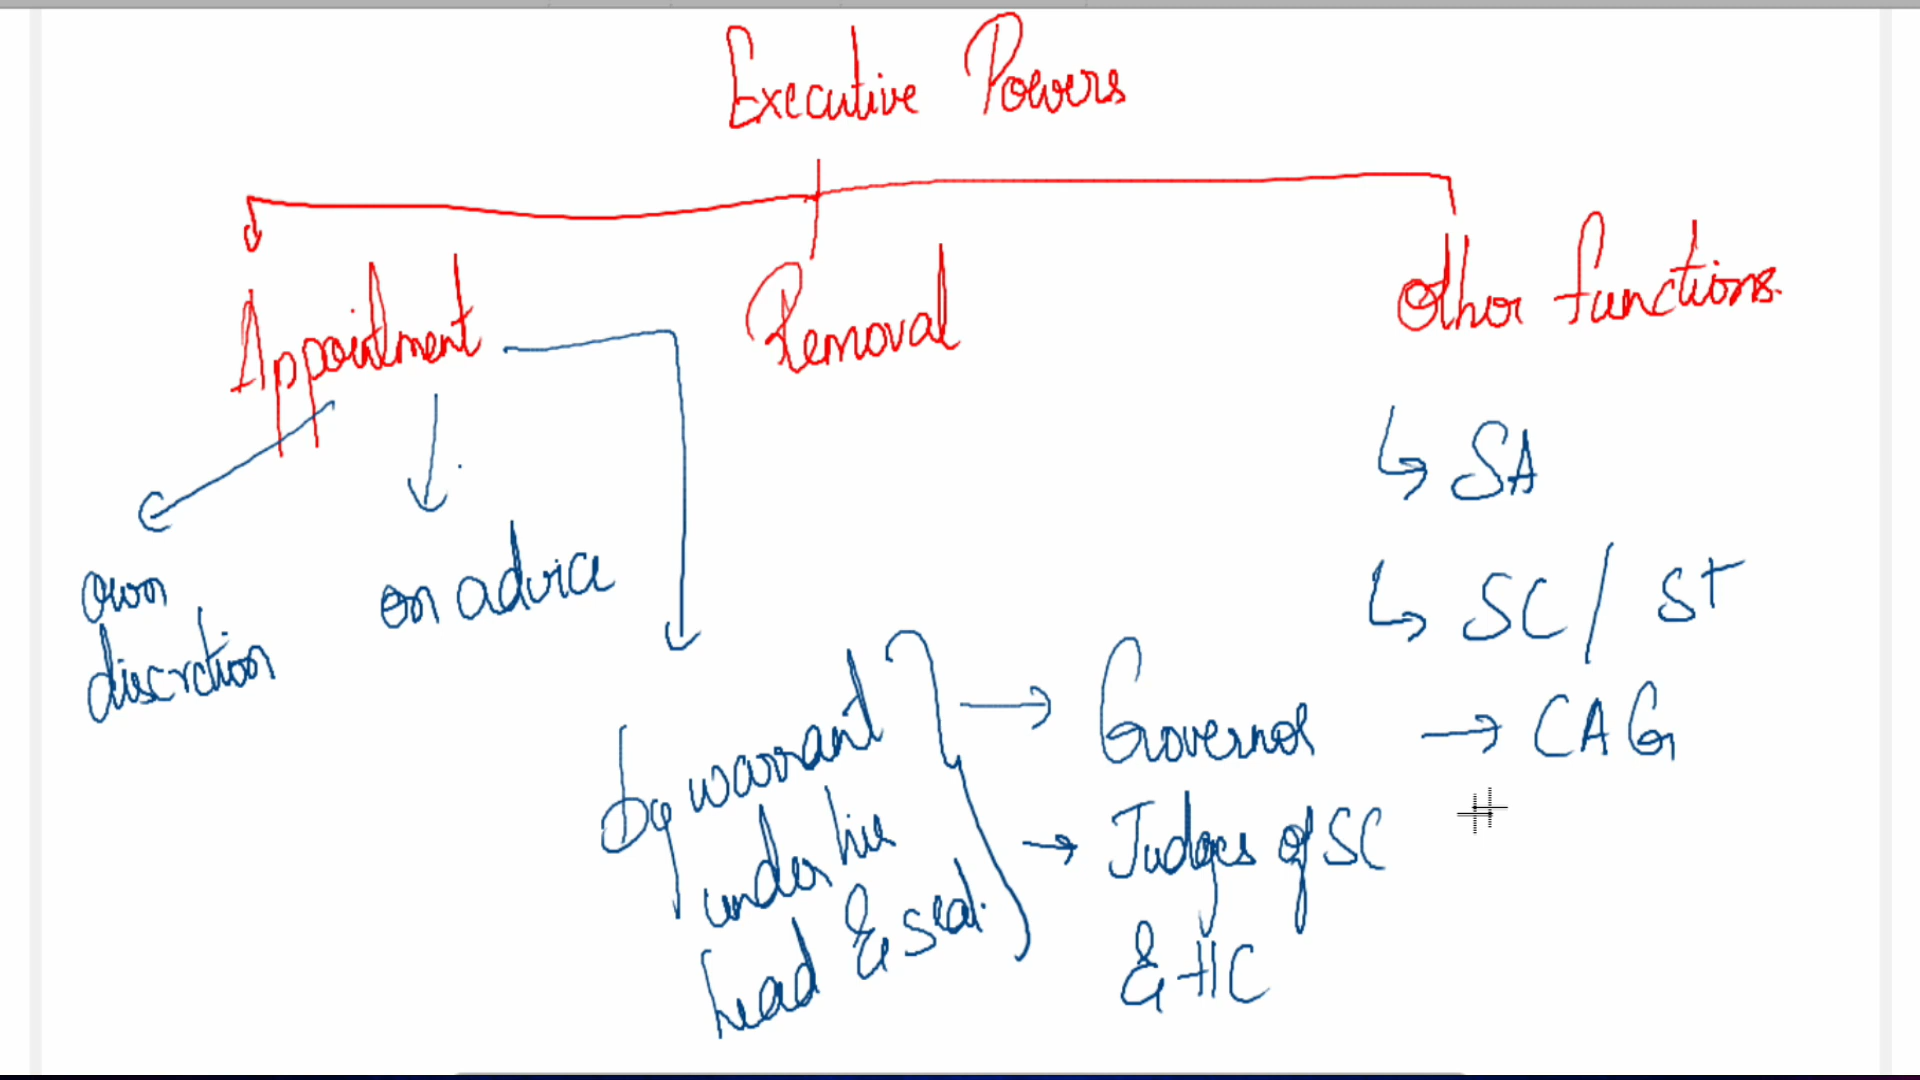 Executive Powers
Appointment
Removal
Other functions.
own
discretion
on advice
by warrant
under his
head & seal.
Governor
Judges of SC
& HC
SA
SC / ST
CAG